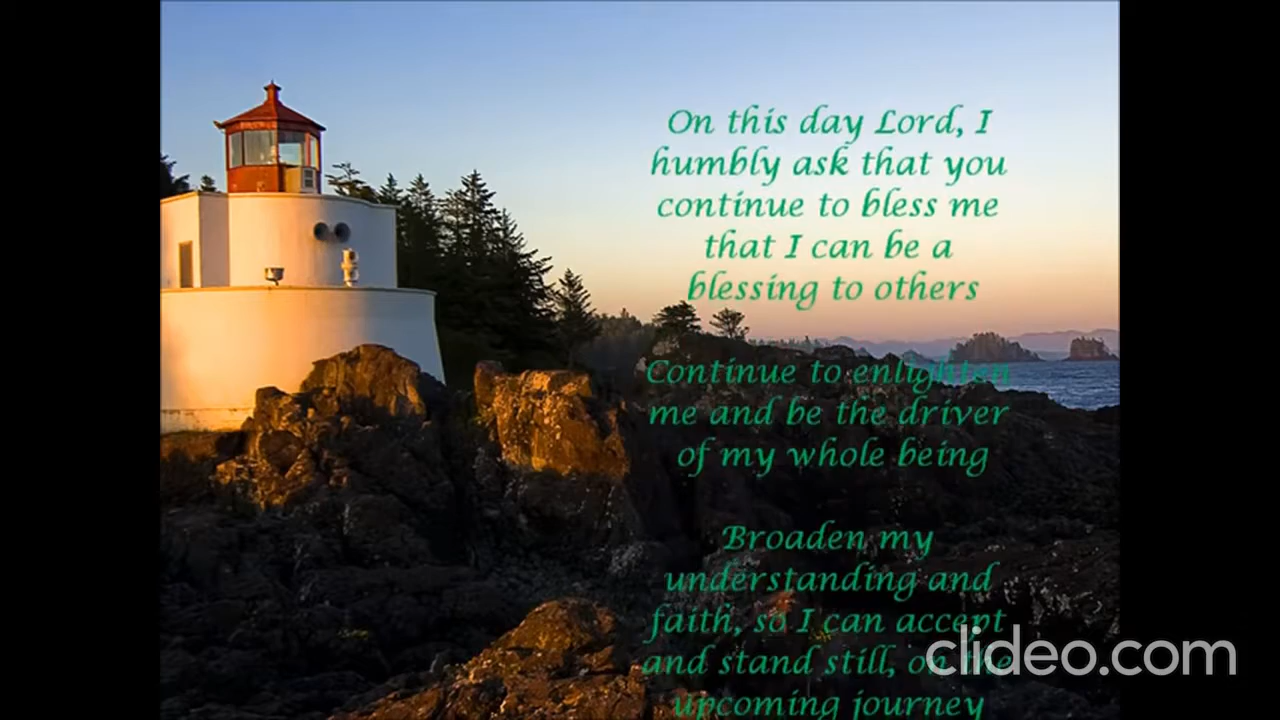 On this day Lord, I
humbly ask that you
continue to bless me
that I can be a
blessing to others
Continue to enlighten
me and be the driver
of my whole being
Broaden my
understanding and
faith, so I can accept
and stand still, on the
upcoming journey
clideo.com